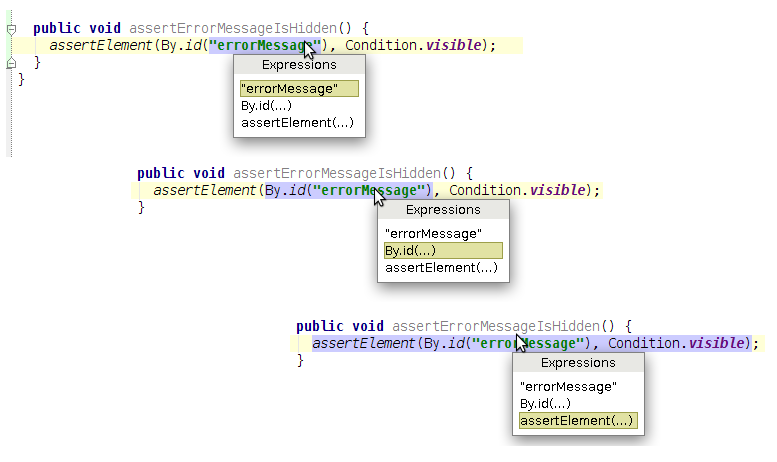 public void assertErrorMessageIsHidden() {
assertElement(By.id("errorMessage"), Condition.visible);
}
}
Expressions
"errorMessage"
By.id(...)
assertElement(...)
public void assertErrorMessageIsHidden() {
assertElement(By.id("errorMessage"), Condition.visible);
}
Expressions
"errorMessage"
By.id(...)
assertElement(...)
public void assertErrorMessageIsHidden() {
assertElement(By.id("errorMessage"), Condition.visible);
}
Expressions
"errorMessage"
By.id(...)
assertElement(...)